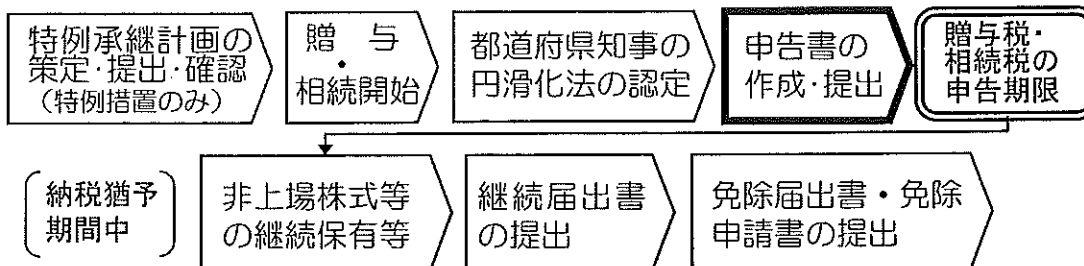 特例承継計画の
策定・提出・確認
(特例措置のみ)
贈　与
・
相続開始
都道府県知事の
円滑化法の認定
申告書の
作成・提出
贈与税・
相続税の
申告期限
納税猶予
期間中
非上場株式等
の継続保有等
継続届出書
の提出
免除届出書・免除
申請書の提出